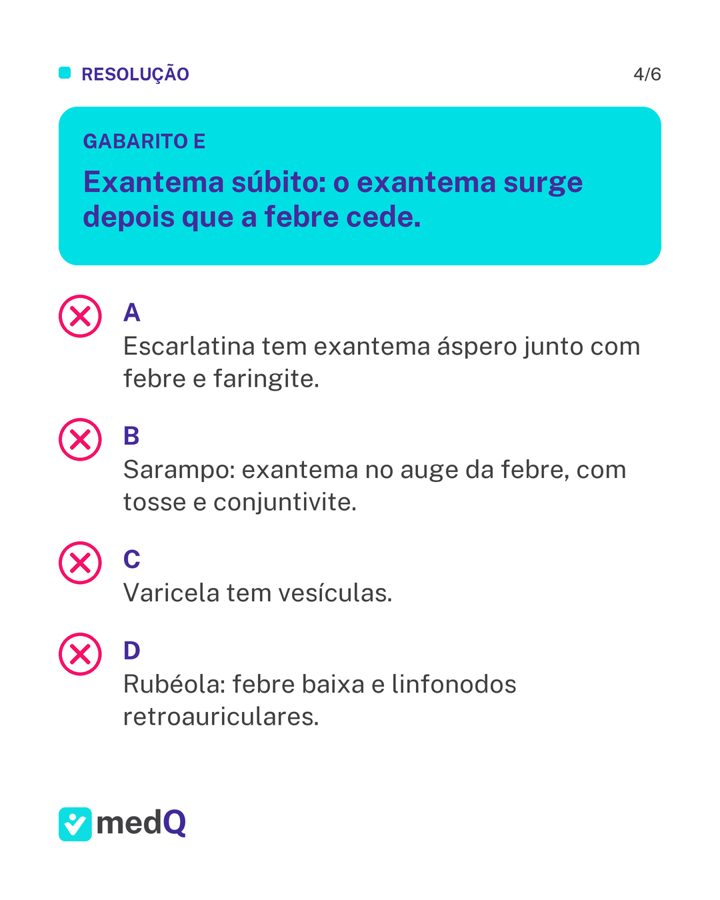 RESOLUÇÃO
4/6
GABARITO E
Exantema súbito: o exantema surge
depois que a febre cede.
A
Escarlatina tem exantema áspero junto com
febre e faringite.
B
Sarampo: exantema no auge da febre, com
tosse e conjuntivite.
C
Varicela tem vesículas.
D
Rubéola: febre baixa e linfonodos
retroauriculares.
medQ